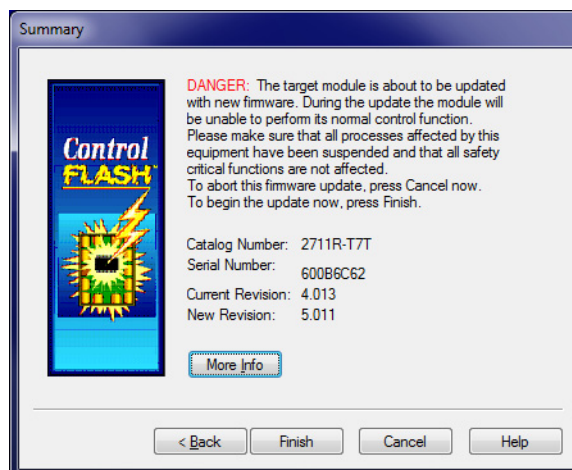 Summary
Control
FLASH
DANGER: The target module is about to be updated
with new firmware. During the update the module will
be unable to perform its normal control function.
Please make sure that all processes affected by this
equipment have been suspended and that all safety
critical functions are not affected.
To abort this firmware update, press Cancel now.
To begin the update now, press Finish.
Catalog Number: 2711R-T7T
Serial Number: 600B6C62
Current Revision: 4.013
New Revision: 5.011
More Info
< Back Finish Cancel Help